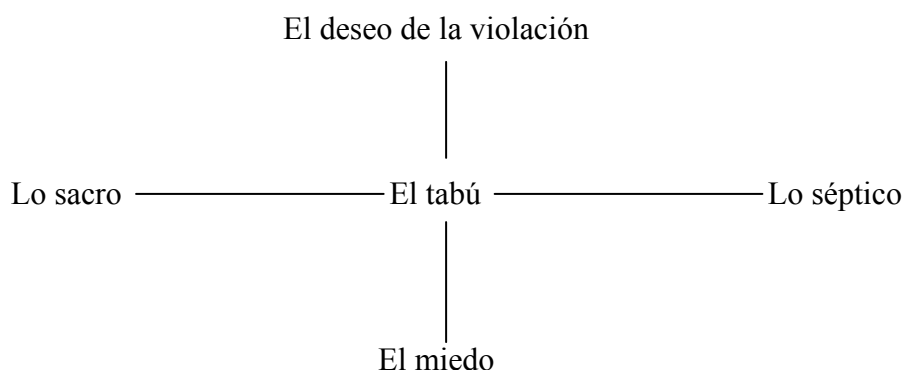 El deseo de la violación
Lo sacro El tabú Lo séptico
El miedo